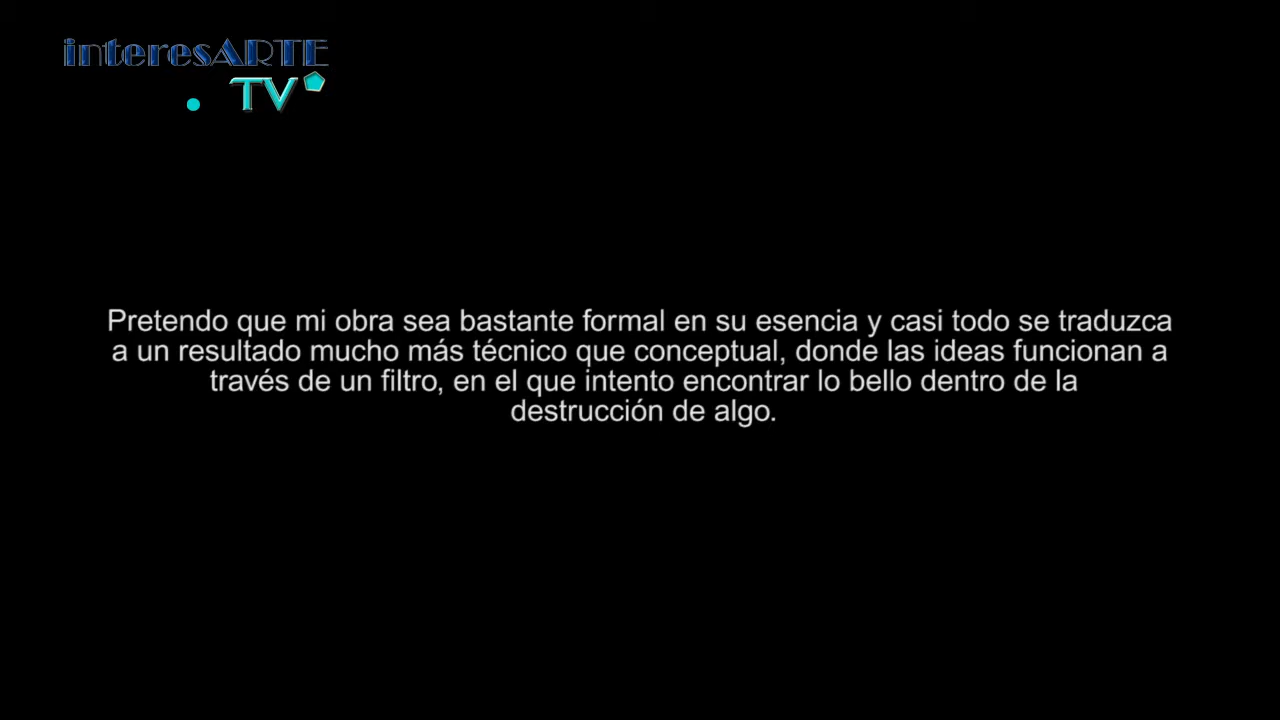 interesARTE
TV
Pretendo que mi obra sea bastante formal en su esencia y casi todo se traduzca
a un resultado mucho más técnico que conceptual, donde las ideas funcionan a
través de un filtro, en el que intento encontrar lo bello dentro de la
destrucción de algo.